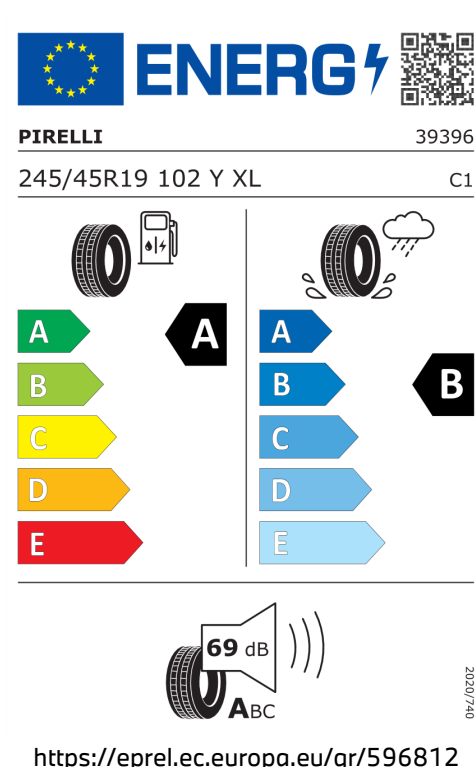 ENERG
PIRELLI 39396
245/45R19 102 Y XL C1
A A A
B B B
C C
D D
E E
69 dB
ABC
2020/740
https://eprel.ec.europa.eu/qr/596812